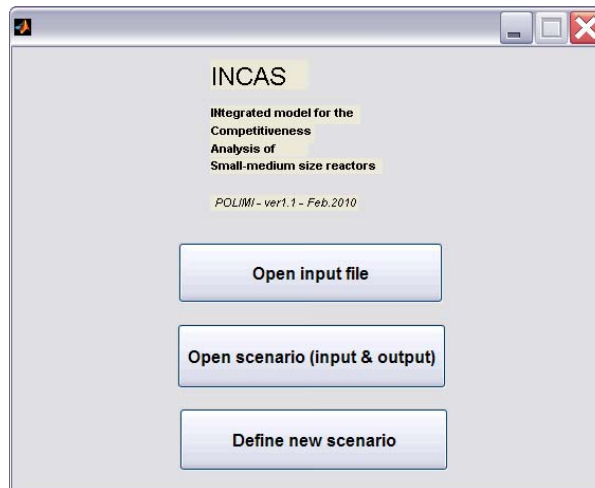 INCAS
INtegrated model for the
Competitiveness
Analysis of
Small-medium size reactors
POLIMI - ver1.1 - Feb.2010
Open input file
Open scenario (input & output)
Define new scenario